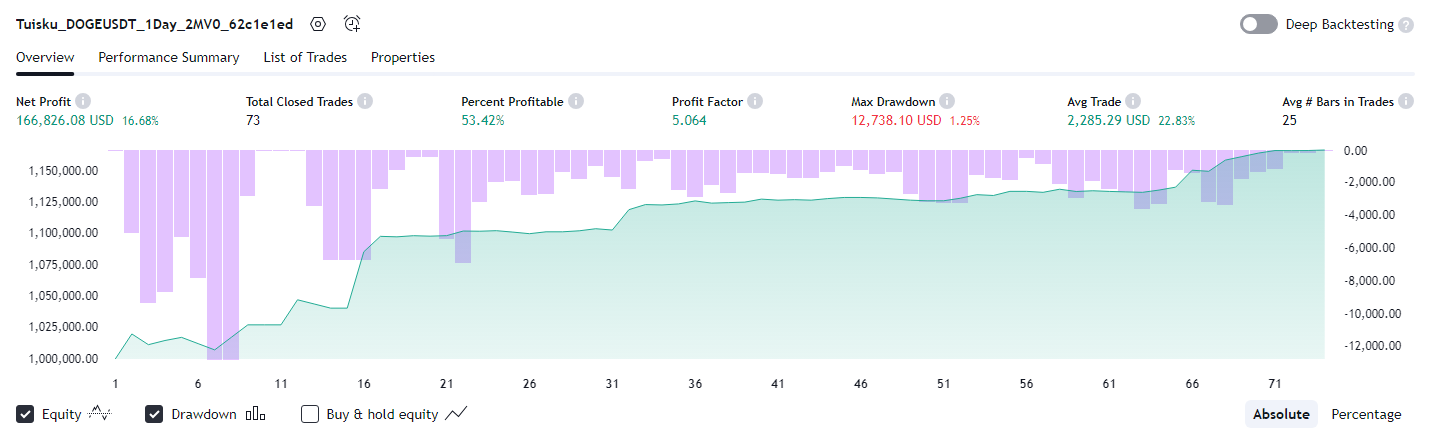 Tuisku_DOGEUSDT_1Day_2MV0_62c1e1ed
Deep Backtesting ?
Overview Performance Summary List of Trades Properties
Net Profit Total Closed Trades Percent Profitable Profit Factor Max Drawdown Avg Trade Avg # Bars in Trades
166,826.08 USD 16.68% 73 53.42% 5.064 12,738.10 USD 1.25% 2,285.29 USD 22.83% 25
1,150,000.00
1,125,000.00
1,100,000.00
1,075,000.00
1,050,000.00
1,025,000.00
1,000,000.00
0.00
-2,000.00
-4,000.00
-6,000.00
-8,000.00
-10,000.00
-12,000.00
1 6 11 16 21 26 31 36 41 46 51 56 61 66 71
Equity Drawdown Buy & hold equity Absolute Percentage